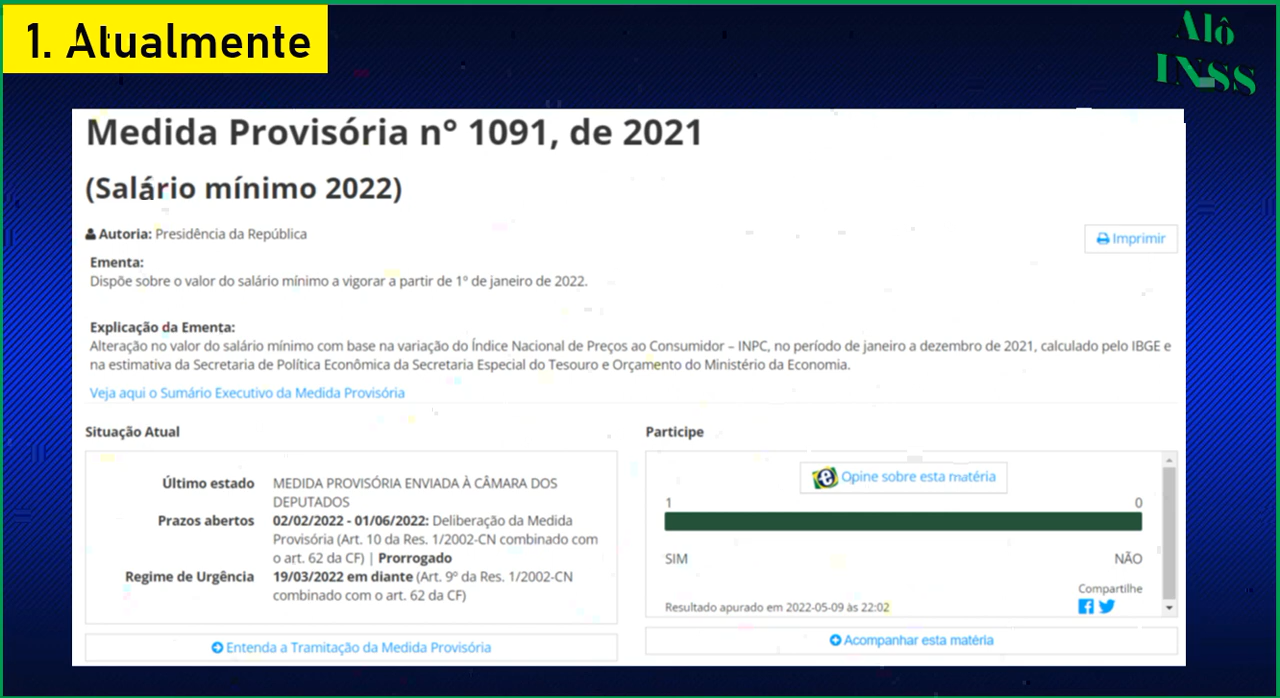 1. Atualmente
Alô
INSS
Medida Provisória n° 1091, de 2021
(Salário mínimo 2022)
Autoria: Presidência da República
Imprimir
Ementa:
Dispõe sobre o valor do salário mínimo a vigorar a partir de 1º de janeiro de 2022.
Explicação da Ementa:
Alteração no valor do salário mínimo com base na variação do Índice Nacional de Preços ao Consumidor – INPC, no período de janeiro a dezembro de 2021, calculado pelo IBGE e
na estimativa da Secretaria de Política Econômica da Secretaria Especial do Tesouro e Orçamento do Ministério da Economia.
Veja aqui o Sumário Executivo da Medida Provisória
Situação Atual
Último estado MEDIDA PROVISÓRIA ENVIADA À CÂMARA DOS
DEPUTADOS
Prazos abertos 02/02/2022 - 01/06/2022: Deliberação da Medida
Provisória (Art. 10 da Res. 1/2002-CN combinado com
o art. 62 da CF) | Prorrogado
Regime de Urgência 19/03/2022 em diante (Art. 9º da Res. 1/2002-CN
combinado com o art. 62 da CF)
Entenda a Tramitação da Medida Provisória
Participe
e Opine sobre esta matéria
1 0
SIM NÃO
Compartilhe
Resultado apurado em 2022-05-09 às 22:02
Acompanhar esta matéria